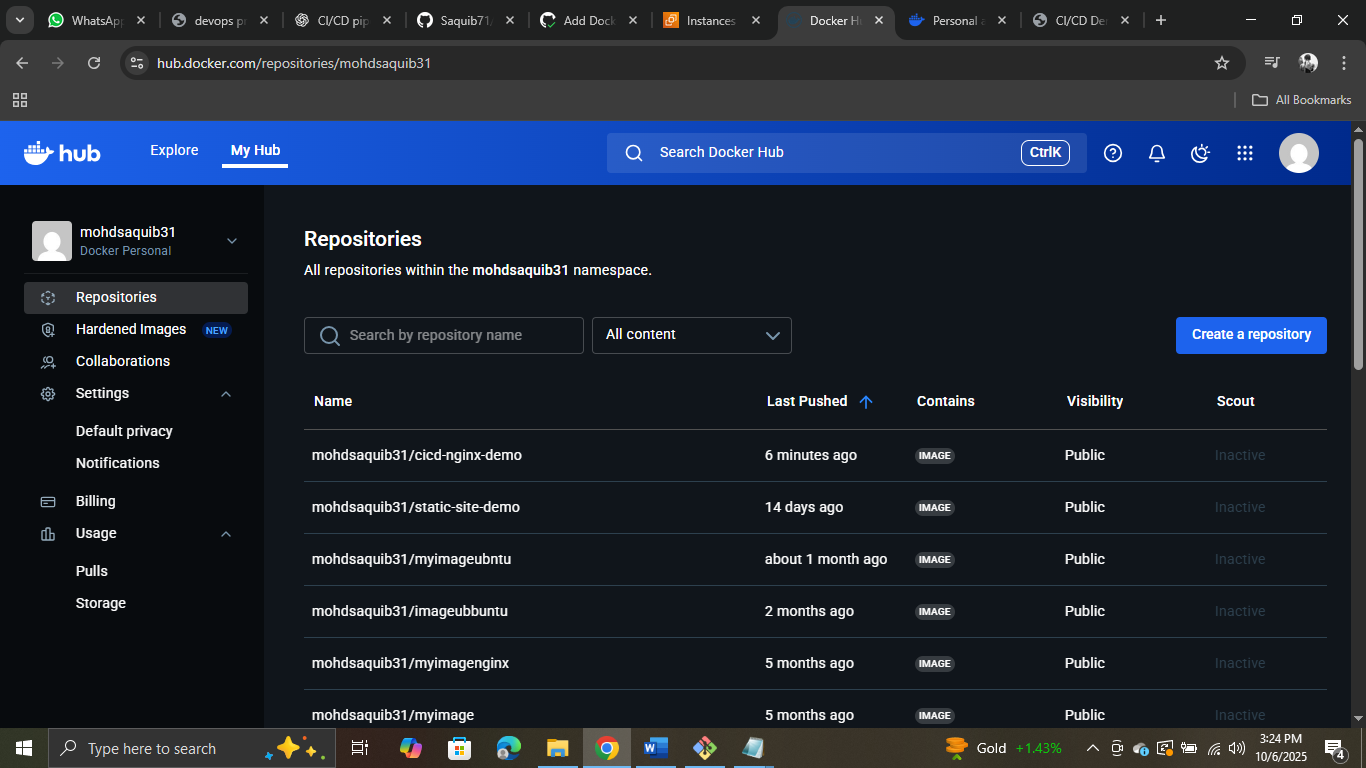 WhatsApp
devops pr
CI/CD pip
Saquib71/
Add Dock
Instances
Docker Hu
Personal a
CI/CD Der
hub.docker.com/repositories/mohdsaquib31
All Bookmarks
hub
Explore
My Hub
Search Docker Hub
CtrlK
mohdsaquib31
Docker Personal
Repositories
Hardened Images NEW
Collaborations
Settings
Default privacy
Notifications
Billing
Usage
Pulls
Storage
Repositories
All repositories within the mohdsaquib31 namespace.
Search by repository name
All content
Create a repository
Name Last Pushed Contains Visibility Scout
mohdsaquib31/cicd-nginx-demo 6 minutes ago IMAGE Public Inactive
mohdsaquib31/static-site-demo 14 days ago IMAGE Public Inactive
mohdsaquib31/myimageubntu about 1 month ago IMAGE Public Inactive
mohdsaquib31/imageubbuntu 2 months ago IMAGE Public Inactive
mohdsaquib31/myimagenginx 5 months ago IMAGE Public Inactive
mohdsaquib31/myimage 5 months ago IMAGE Public Inactive
Type here to search
Gold +1.43%
3:24 PM
10/6/2025
4